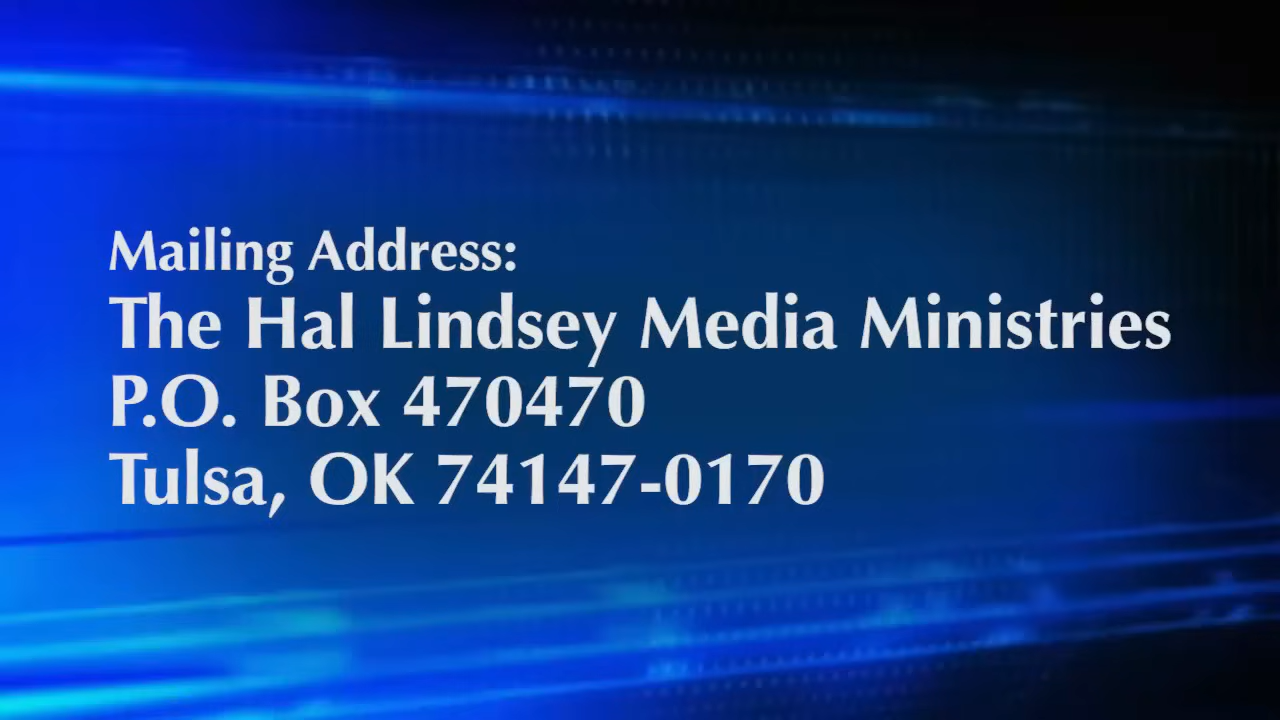 Mailing Address:
The Hal Lindsey Media Ministries
P.O. Box 470470
Tulsa, OK 74147-0170